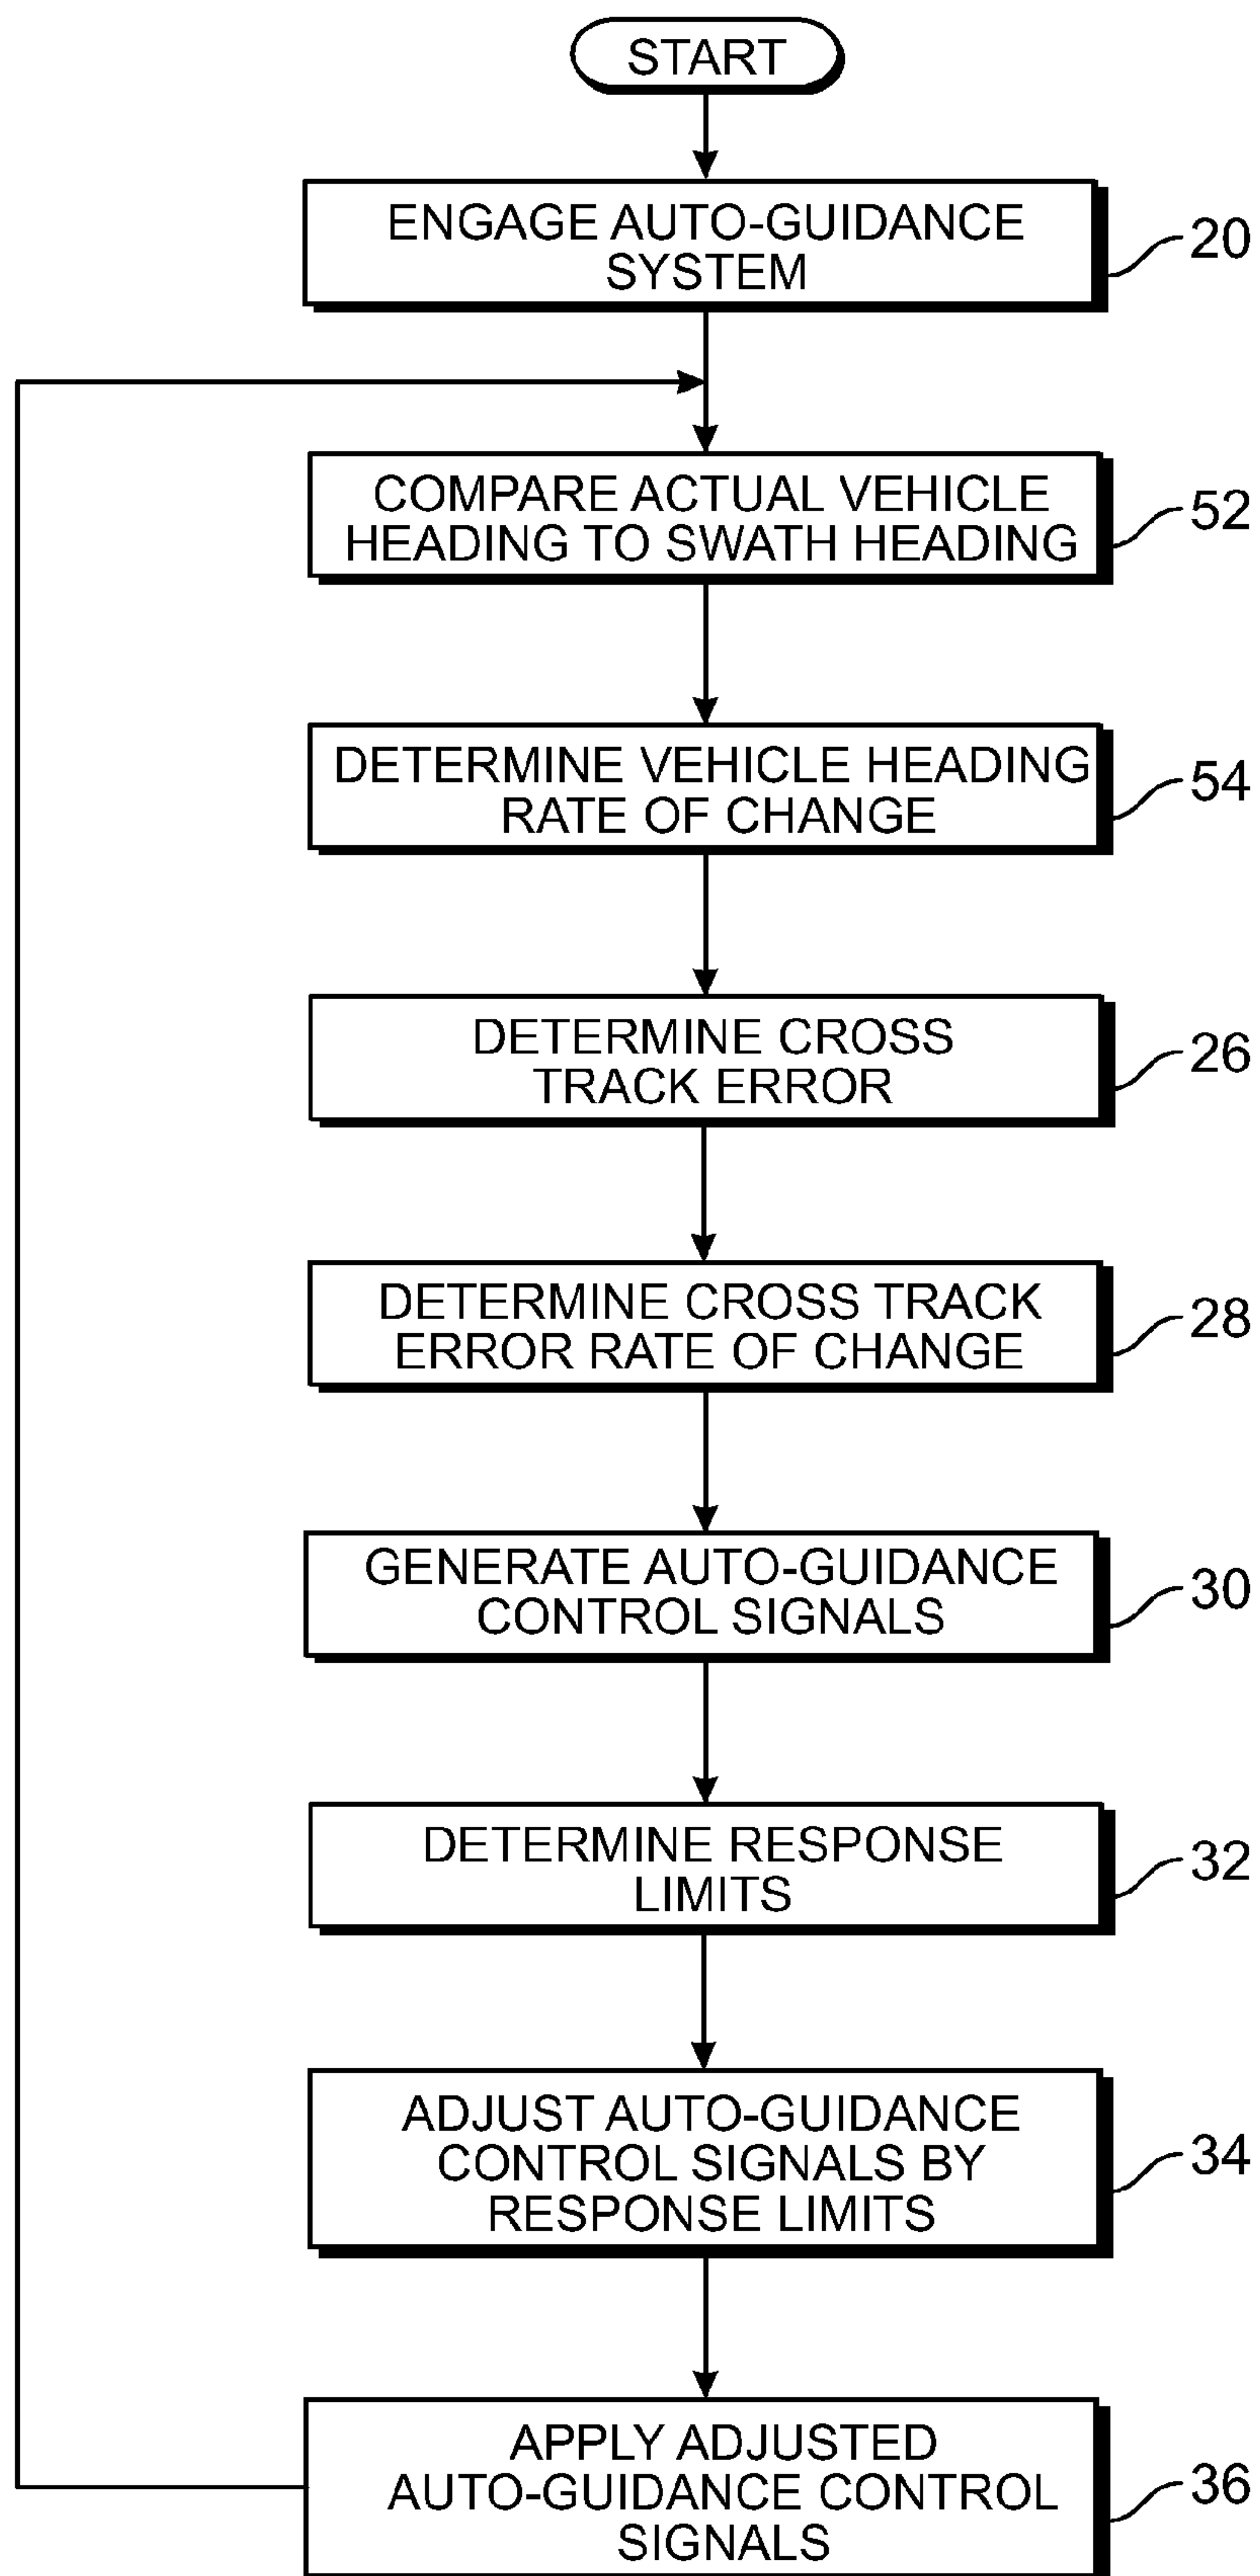 START
ENGAGE AUTO-GUIDANCE
SYSTEM
20
COMPARE ACTUAL VEHICLE
HEADING TO SWATH HEADING
52
DETERMINE VEHICLE HEADING
RATE OF CHANGE
54
DETERMINE CROSS
TRACK ERROR
26
DETERMINE CROSS TRACK
ERROR RATE OF CHANGE
28
GENERATE AUTO-GUIDANCE
CONTROL SIGNALS
30
DETERMINE RESPONSE
LIMITS
32
ADJUST AUTO-GUIDANCE
CONTROL SIGNALS BY
RESPONSE LIMITS
34
APPLY ADJUSTED
AUTO-GUIDANCE CONTROL
SIGNALS
36